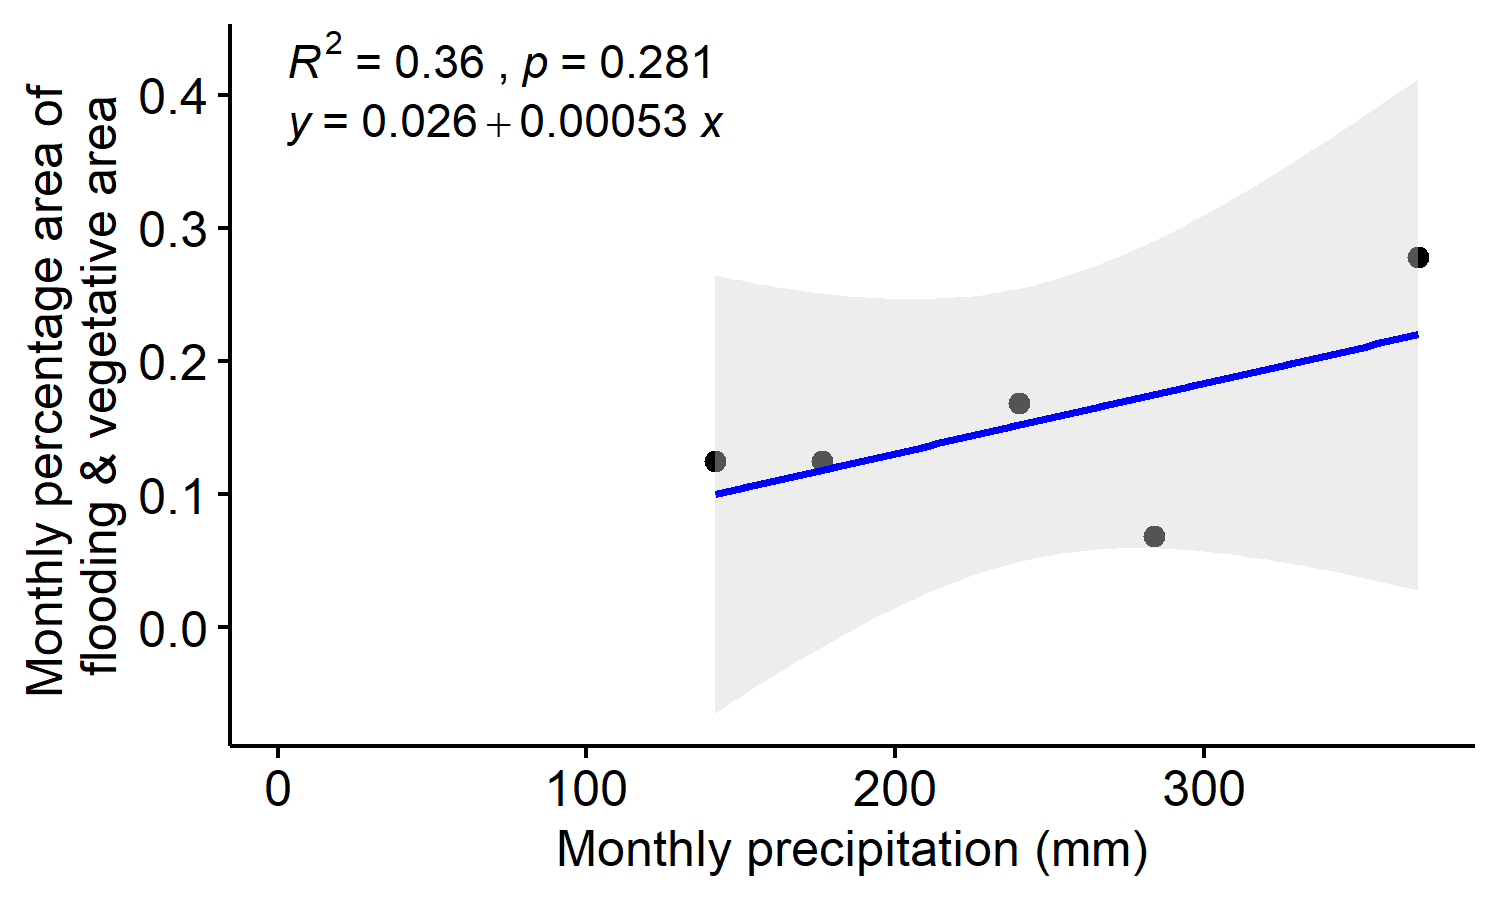 R² = 0.36 , p = 0.281
y = 0.026 + 0.00053 x
Monthly percentage area of
flooding & vegetative area
0.4
0.3
0.2
0.1
0.0
0 100 200 300
Monthly precipitation (mm)